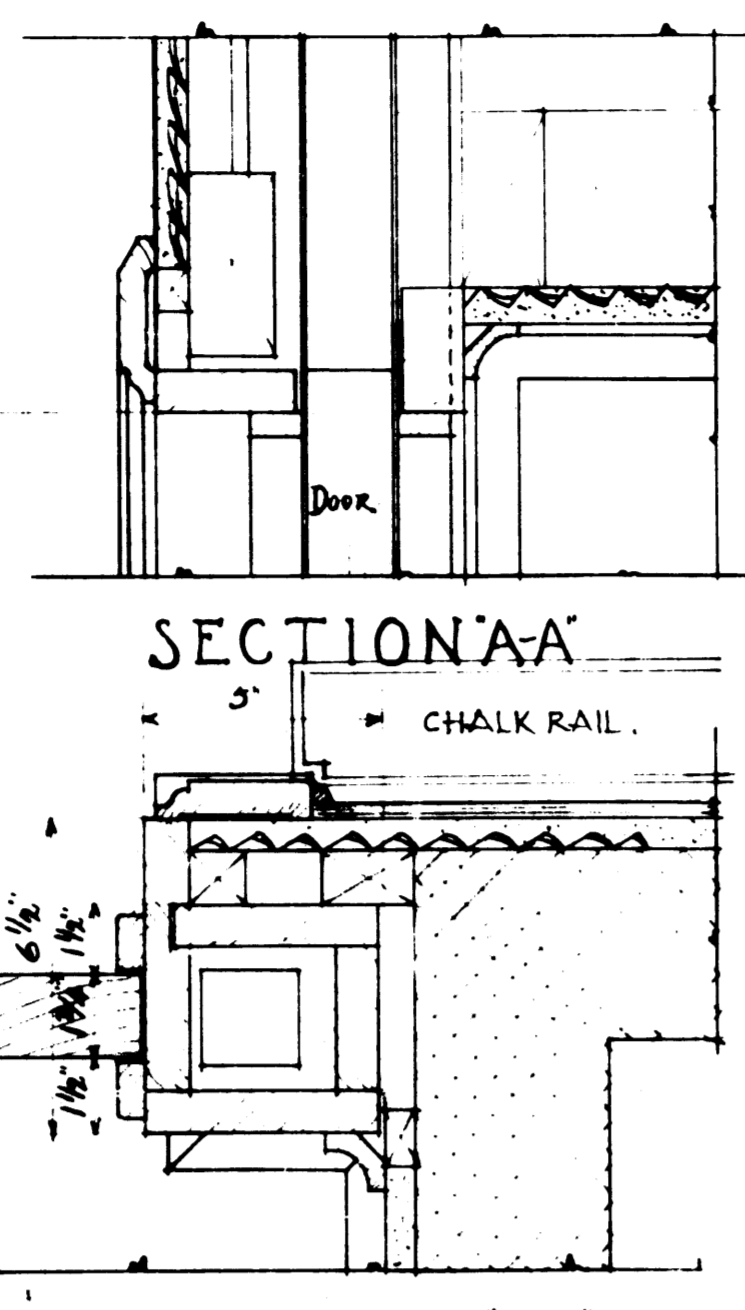 DOOR
SECTION "A-A"
5"
CHALK RAIL.
6 1/2"
1 1/2"
1 1/2"